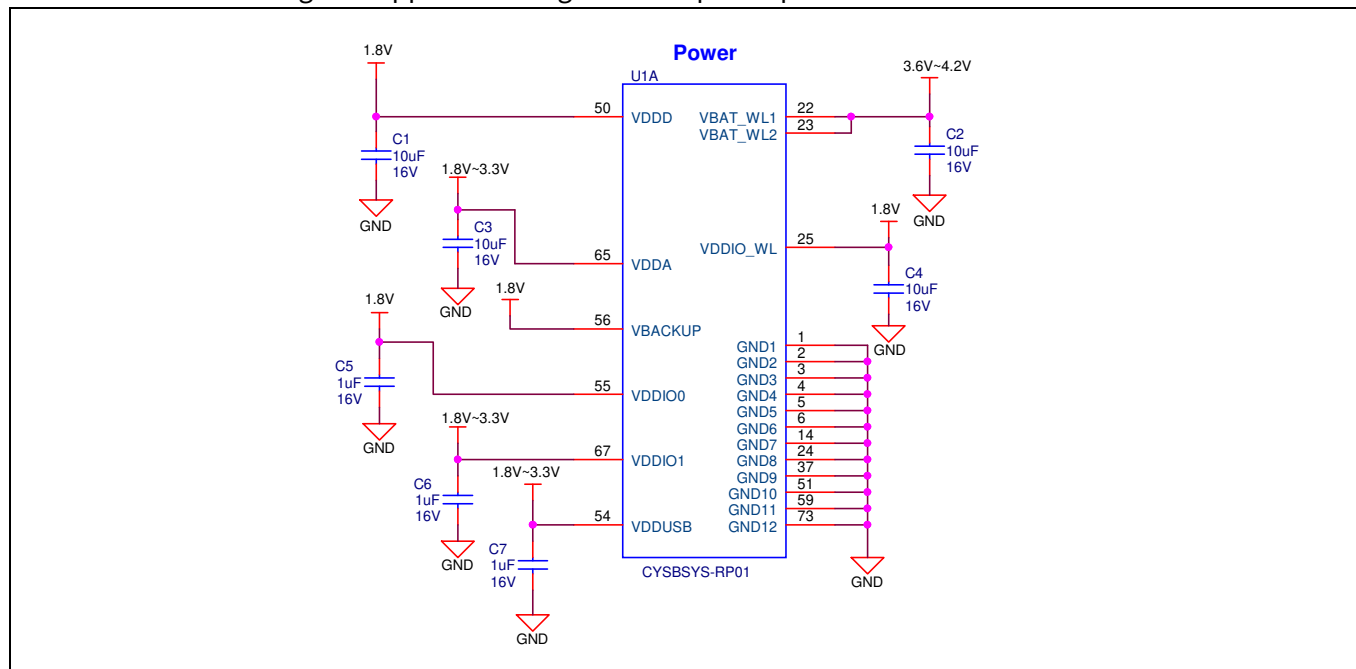 Power
U1A
CYSBSYS-RP01
1.8V
50
VDDD
C1
10uF
16V
GND
1.8V~3.3V
C3
10uF
16V
65
VDDA
GND
1.8V
56
VBACKUP
1.8V
C5
1uF
16V
55
VDDIO0
GND
1.8V~3.3V
67
VDDIO1
C6
1uF
16V
GND
1.8V~3.3V
54
VDDUSB
C7
1uF
16V
GND
3.6V~4.2V
VBAT_WL1
22
VBAT_WL2
23
C2
10uF
16V
GND
1.8V
VDDIO_WL
25
C4
10uF
16V
GND
GND1
1
GND2
2
GND3
3
GND4
4
GND5
5
GND6
6
GND7
14
GND8
24
GND9
37
GND10
51
GND11
59
GND12
73
GND